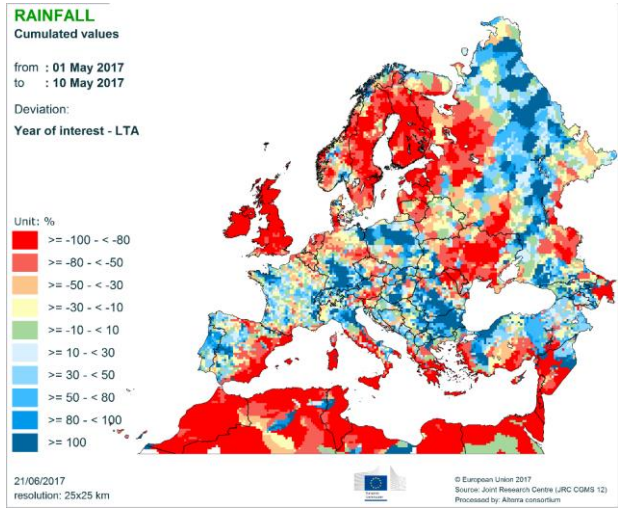 RAINFALL
Cumulated values
from : 01 May 2017
to : 10 May 2017
Deviation:
Year of interest - LTA
Unit: %
>= -100 - < -80
>= -80 - < -50
>= -50 - < -30
>= -30 - < -10
>= -10 - < 10
>= 10 - < 30
>= 30 - < 50
>= 50 - < 80
>= 80 - < 100
>= 100
21/06/2017
resolution: 25x25 km
© European Union 2017
Source: Joint Research Centre (JRC CGMS 12)
Processed by: Alterra consortium